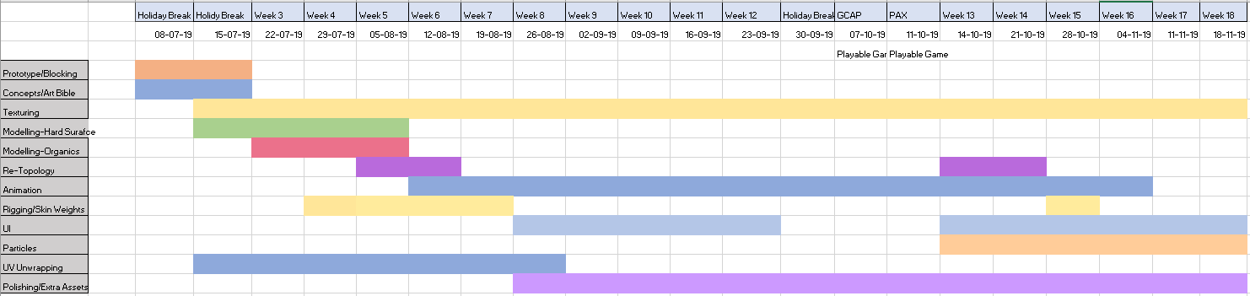 Holiday Break Holidy Break Week 3 Week 4 Week 5 Week 6 Week 7 Week 8 Week 9 Week 10 Week 11 Week 12 Holiday Break GCAP PAX Week 13 Week 14 Week 15 Week 16 Week 17 Week 18
08-07-19 15-07-19 22-07-19 29-07-19 05-08-19 12-08-19 19-08-19 26-08-19 02-09-19 09-09-19 16-09-19 23-09-19 30-09-19 07-10-19 11-10-19 14-10-19 21-10-19 28-10-19 04-11-19 11-11-19 18-11-19
Playable Gar Playable Game
Prototype/Blocking
Concepts/Art Bible
Texturing
Modelling-Hard Surafce
Modelling-Organics
Re-Topology
Animation
Rigging/Skin Weights
UI
Particles
UV Unwrapping
Polishing/Extra Assets